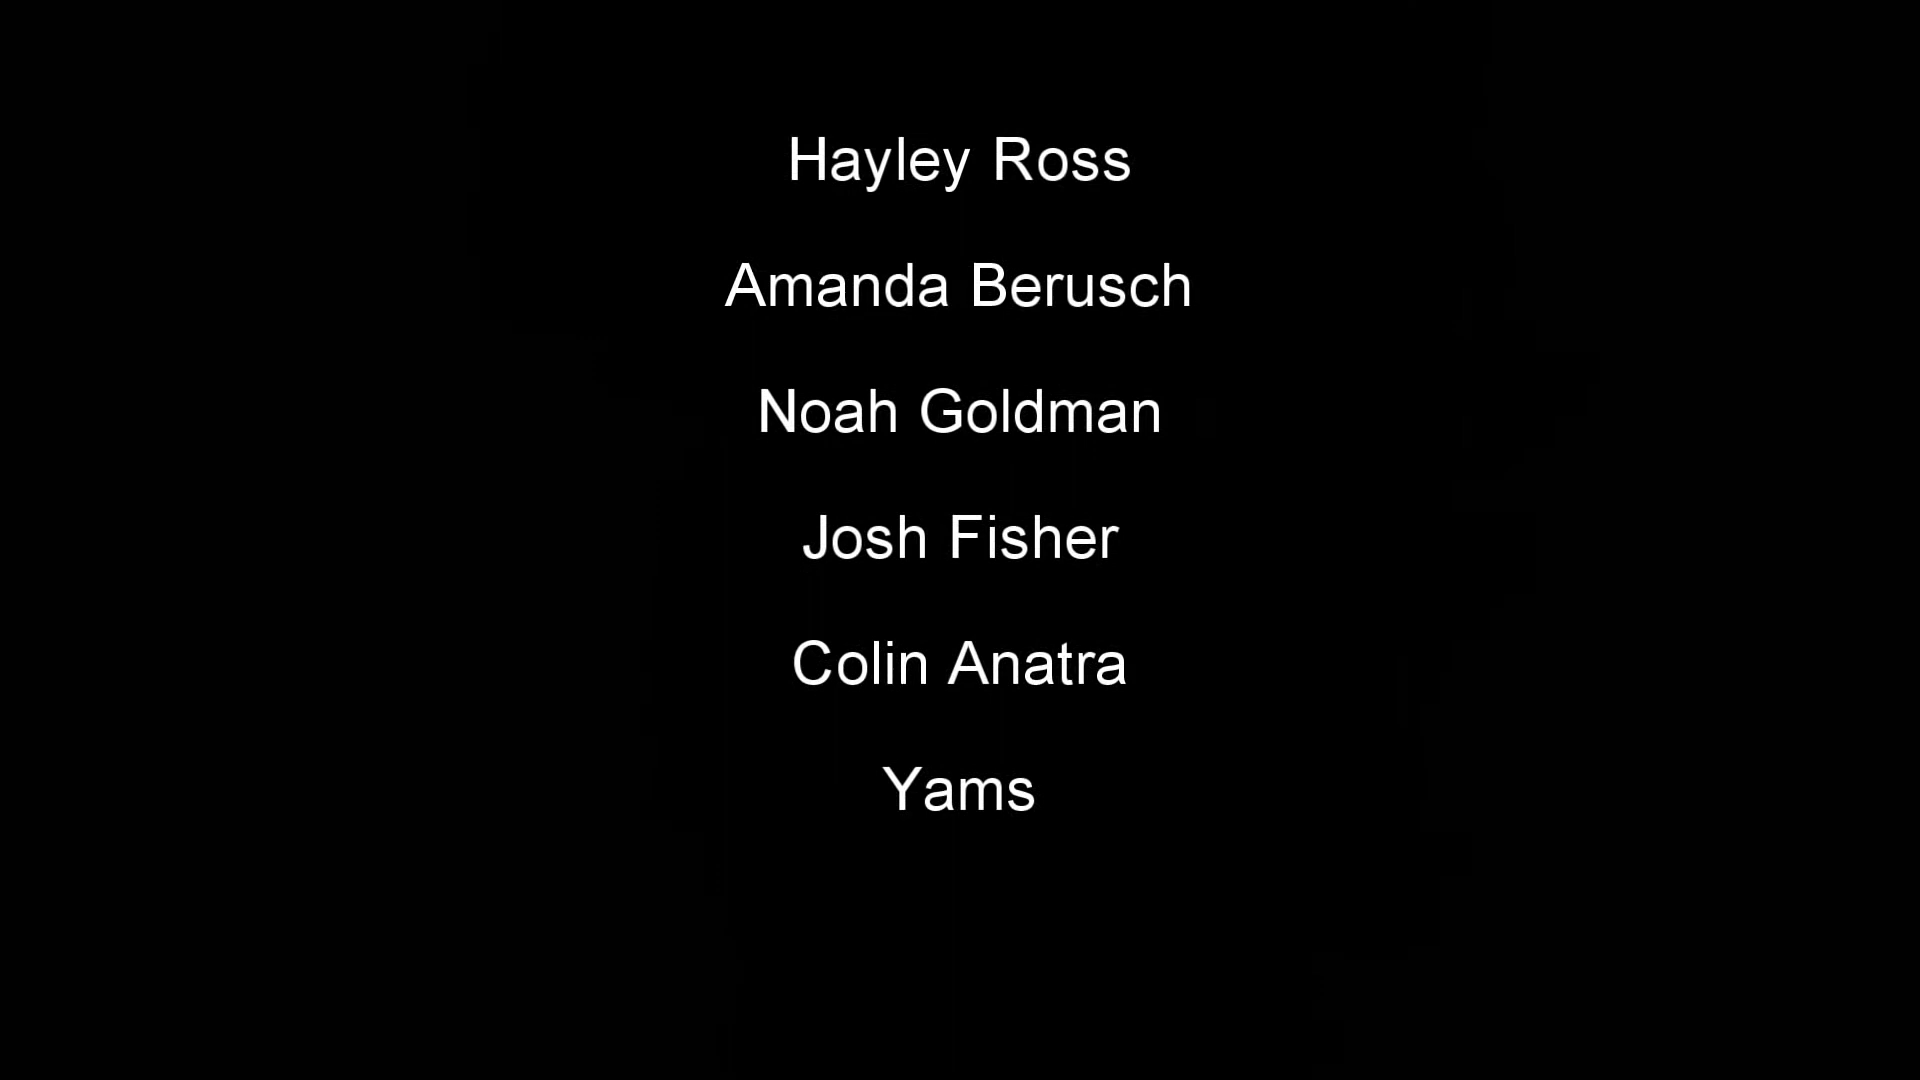 Hayley Ross
Amanda Berusch
Noah Goldman
Josh Fisher
Colin Anatra
Yams